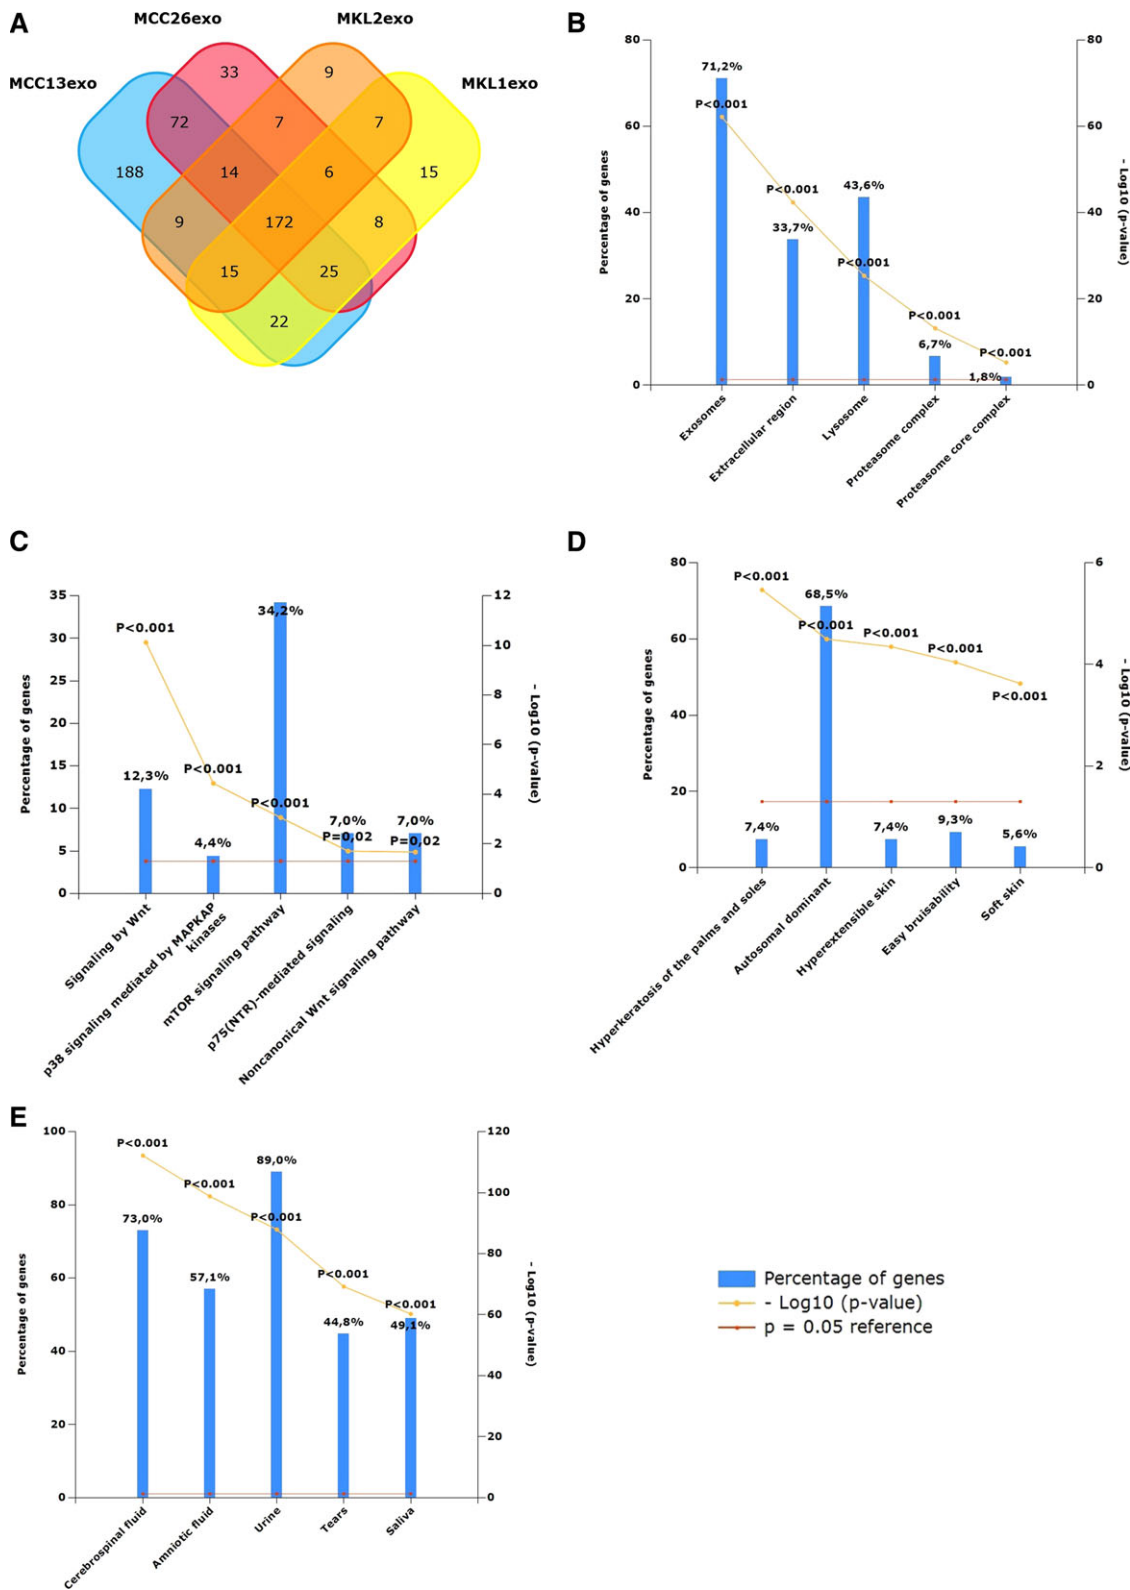 A
MCC26exo
MKL2exo
MCC13exo
MKL1exo
33
9
72
7
7
188
14
6
15
9
172
8
15
25
22
B
80
60
40
20
0
Percentage of genes
80
60
40
20
0
- Log10 (p-value)
71,2%
P<0.001
P<0.001
33,7%
43,6%
P<0.001
P<0.001
6,7%
P<0.001
1,8%
Exosomes
Extracellular region
Lysosome
Proteasome complex
Proteasome core complex
C
35
30
25
20
15
10
5
0
Percentage of genes
12
10
8
6
4
2
0
- Log10 (p-value)
P<0.001
12,3%
P<0.001
4,4%
34,2%
P<0.001
7,0%
P=0,02
7,0%
P=0,02
Signaling by Wnt
p38 signaling mediated by MAPKAP
kinases
mTOR signaling pathway
p75(NTR)-mediated signaling
Noncanonical Wnt signaling pathway
D
80
60
40
20
0
Percentage of genes
6
4
2
0
- Log10 (p-value)
P<0.001
7,4%
68,5%
P<0.001
P<0.001
7,4%
P<0.001
9,3%
P<0.001
5,6%
Hyperkeratosis of the palms and soles
Autosomal dominant
Hyperextensible skin
Easy bruisability
Soft skin
E
100
80
60
40
20
0
Percentage of genes
120
100
80
60
40
20
0
- Log10 (p-value)
P<0.001
73,0%
P<0.001
57,1%
89,0%
P<0.001
P<0.001
44,8%
P<0.001
49,1%
Cerebrospinal fluid
Amniotic fluid
Urine
Tears
Saliva
Percentage of genes
- Log10 (p-value)
p = 0.05 reference